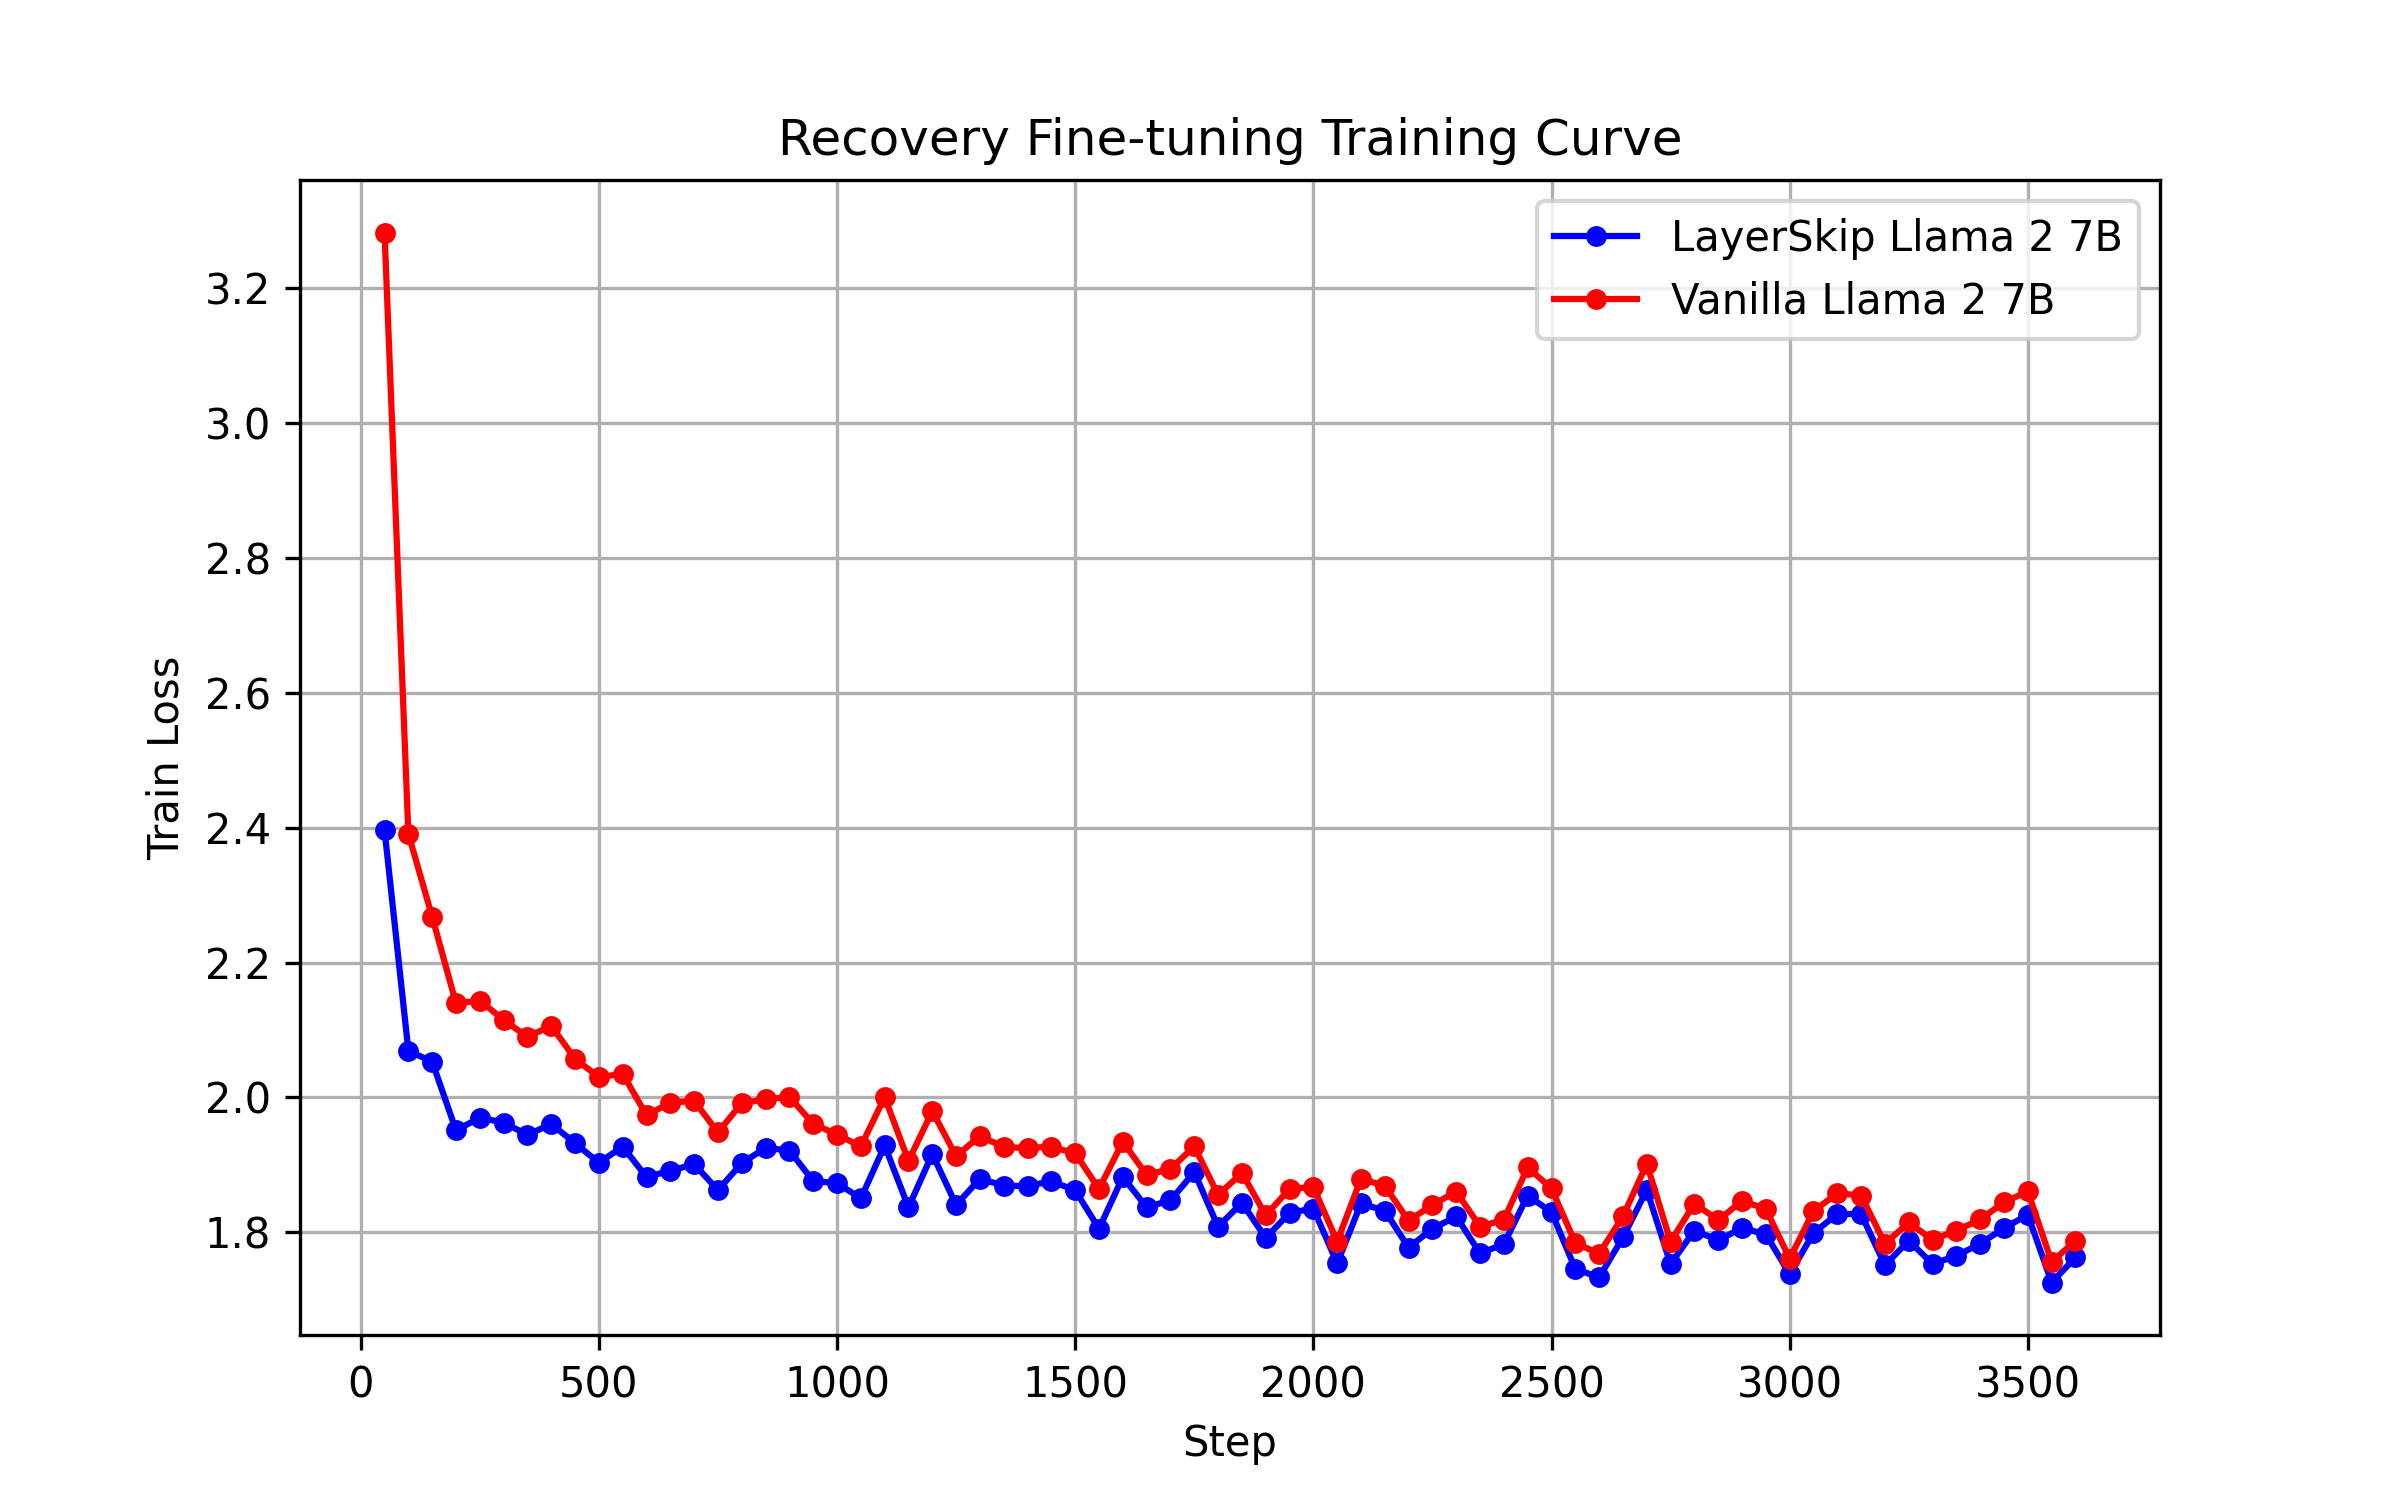 Recovery Fine-tuning Training Curve
LayerSkip Llama 2 7B
Vanilla Llama 2 7B
Train Loss
3.2
3.0
2.8
2.6
2.4
2.2
2.0
1.8
0 500 1000 1500 2000 2500 3000 3500
Step